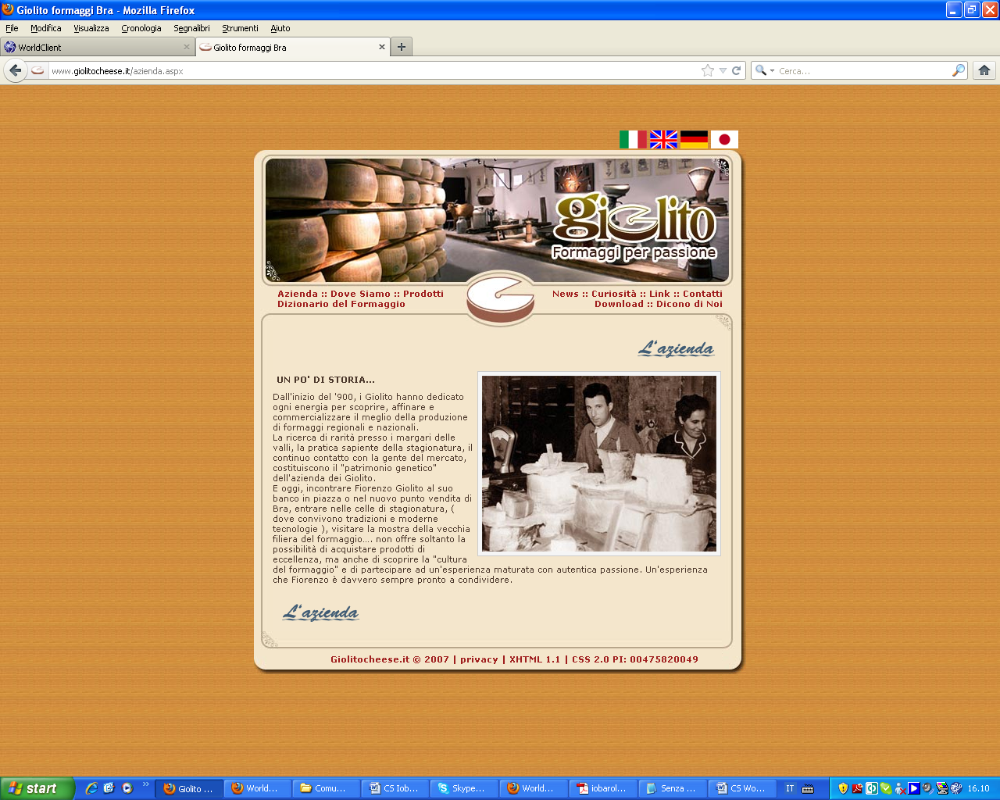 Giolito formaggi Bra - Mozilla Firefox
File Modifica Visualizza Cronologia Segnalibri Strumenti Aiuto
WorldClient
Giolito formaggi Bra
www.giolitocheese.it/azienda.aspx
Cerca...
giolito
Formaggi per passione
Azienda :: Dove Siamo :: Prodotti
Dizionario del Formaggio
News :: Curiosità :: Link :: Contatti
Download :: Dicono di Noi
L'azienda
UN PO' DI STORIA...
Dall'inizio del '900, i Giolito hanno dedicato
ogni energia per scoprire, affinare e
commercializzare il meglio della produzione
di formaggi regionali e nazionali.
La ricerca di rarità presso i margari delle
valli, la pratica sapiente della stagionatura, il
continuo contatto con la gente del mercato,
costituiscono il "patrimonio genetico"
dell'azienda dei Giolito.
E oggi, incontrare Fiorenzo Giolito al suo
banco in piazza o nel nuovo punto vendita di
Bra, entrare nelle celle di stagionatura, (
dove convivono tradizioni e moderne
tecnologie ), visitare la mostra della vecchia
filiera del formaggio.... non offre soltanto la
possibilità di acquistare prodotti di
eccellenza, ma anche di scoprire la "cultura
del formaggio" e di partecipare ad un'esperienza maturata con autentica passione. Un'esperienza
che Fiorenzo è davvero sempre pronto a condividere.
L'azienda
Giolitocheese.it © 2007 | privacy | XHTML 1.1 | CSS 2.0 PI: 00475820049
start
Giolito ...
World...
Comu...
CS Iob...
Skype...
World...
iobarol...
Senza ...
CS Wo...
IT
16.10